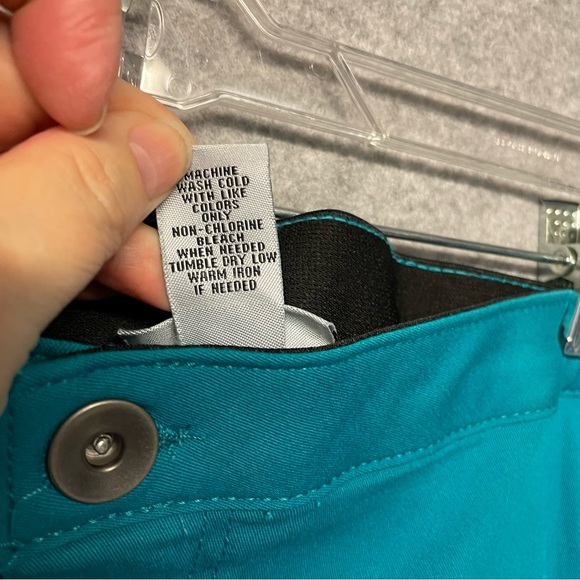 MACHINE
WASH COLD
WITH LIKE
COLORS
ONLY
NON-CHLORINE
BLEACH
WHEN NEEDED
TUMBLE DRY LOW
WARM IRON
IF NEEDED